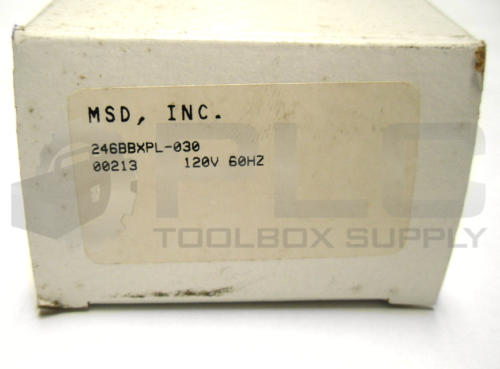 MSD, INC.
246BBXPL-030
00213 120V 60HZ
PLC
TOOLBOX SUPPLY